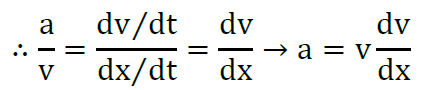 ∴ a/v = (dv/dt)/(dx/dt) = dv/dx → a = v dv/dx